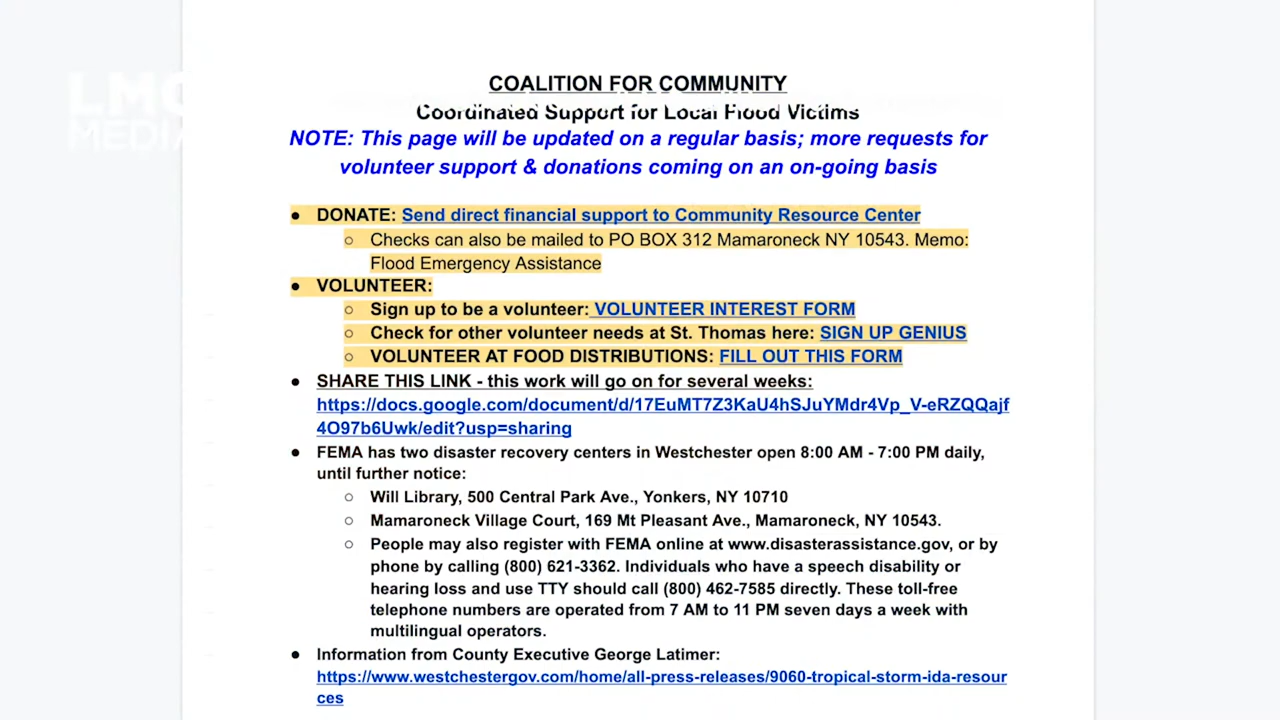 LMC
MEDIA
COALITION FOR COMMUNITY
Coordinated Support for Local Flood Victims
NOTE: This page will be updated on a regular basis; more requests for
volunteer support & donations coming on an on-going basis
● DONATE: Send direct financial support to Community Resource Center
○ Checks can also be mailed to PO BOX 312 Mamaroneck NY 10543. Memo:
Flood Emergency Assistance
● VOLUNTEER:
○ Sign up to be a volunteer: VOLUNTEER INTEREST FORM
○ Check for other volunteer needs at St. Thomas here: SIGN UP GENIUS
○ VOLUNTEER AT FOOD DISTRIBUTIONS: FILL OUT THIS FORM
● SHARE THIS LINK - this work will go on for several weeks:
https://docs.google.com/document/d/17EuMT7Z3KaU4hSJuYMdr4Vp_V-eRZQQajf
4O97b6Uwk/edit?usp=sharing
● FEMA has two disaster recovery centers in Westchester open 8:00 AM - 7:00 PM daily,
until further notice:
○ Will Library, 500 Central Park Ave., Yonkers, NY 10710
○ Mamaroneck Village Court, 169 Mt Pleasant Ave., Mamaroneck, NY 10543.
○ People may also register with FEMA online at www.disasterassistance.gov, or by
phone by calling (800) 621-3362. Individuals who have a speech disability or
hearing loss and use TTY should call (800) 462-7585 directly. These toll-free
telephone numbers are operated from 7 AM to 11 PM seven days a week with
multilingual operators.
● Information from County Executive George Latimer:
https://www.westchestergov.com/home/all-press-releases/9060-tropical-storm-ida-resour
ces